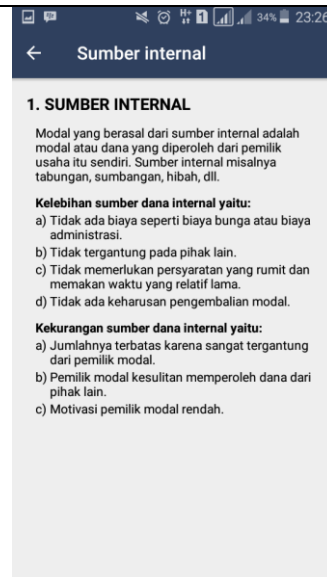 34% 23:26
Sumber internal
1. SUMBER INTERNAL
Modal yang berasal dari sumber internal adalah
modal atau dana yang diperoleh dari pemilik
usaha itu sendiri. Sumber internal misalnya
tabungan, sumbangan, hibah, dll.
Kelebihan sumber dana internal yaitu:
a) Tidak ada biaya seperti biaya bunga atau biaya
administrasi.
b) Tidak tergantung pada pihak lain.
c) Tidak memerlukan persyaratan yang rumit dan
memakan waktu yang relatif lama.
d) Tidak ada keharusan pengembalian modal.
Kekurangan sumber dana internal yaitu:
a) Jumlahnya terbatas karena sangat tergantung
dari pemilik modal.
b) Pemilik modal kesulitan memperoleh dana dari
pihak lain.
c) Motivasi pemilik modal rendah.